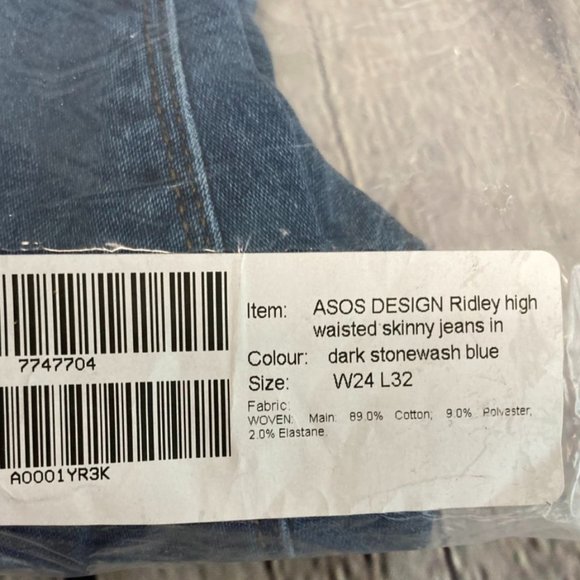 7747704
A0001YR3K
Item: ASOS DESIGN Ridley high
waisted skinny jeans in
Colour: dark stonewash blue
Size: W24 L32
Fabric:
WOVEN: Main: 89.0% Cotton, 9.0% Polyester,
2.0% Elastane.